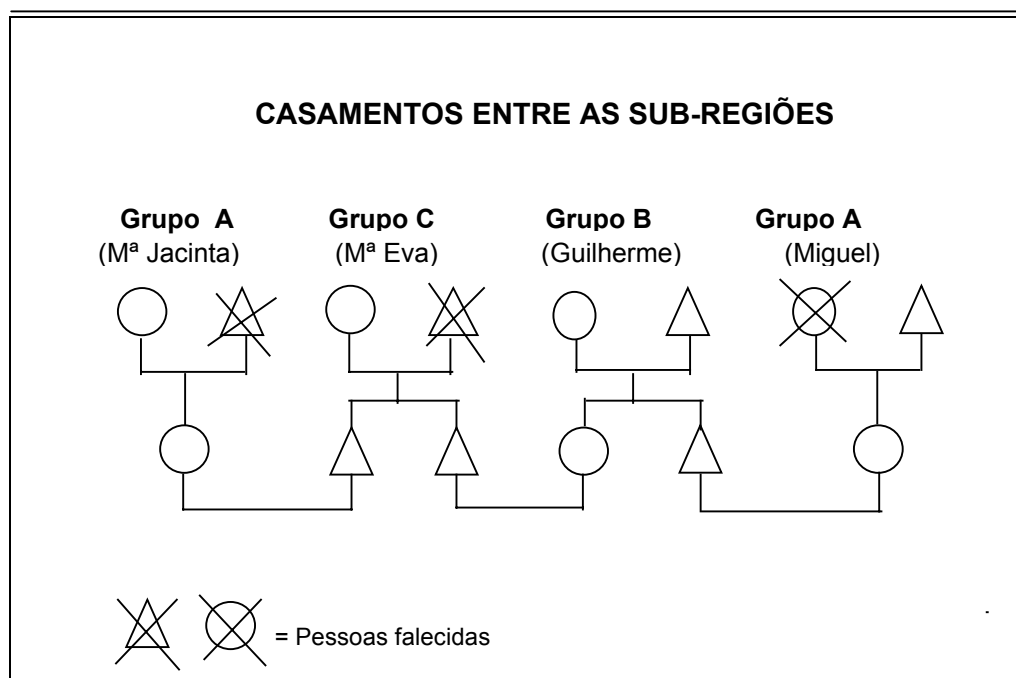 CASAMENTOS ENTRE AS SUB-REGIÕES
Grupo A Grupo C Grupo B Grupo A
(Mª Jacinta) (Mª Eva) (Guilherme) (Miguel)
= Pessoas falecidas